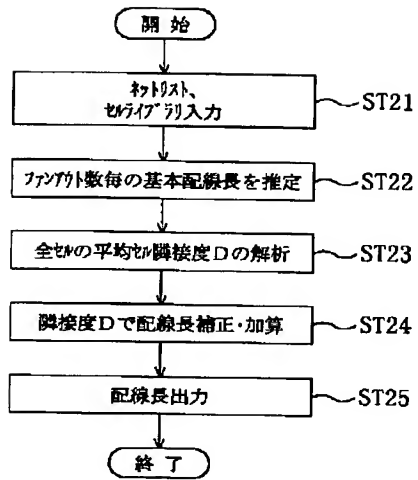 開始
ネットリスト、
セルライブラリ入力
ST21
ファンアウト数毎の基本配線長を推定
ST22
全セルの平均セル隣接度Dの解析
ST23
隣接度Dで配線長補正・加算
ST24
配線長出力
ST25
終了